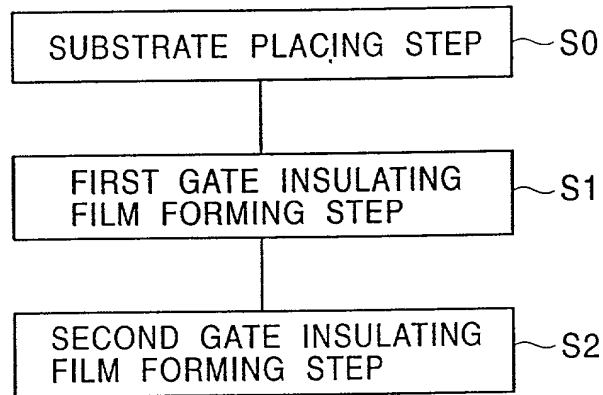 SUBSTRATE PLACING STEP
S0
FIRST GATE INSULATING
FILM FORMING STEP
S1
SECOND GATE INSULATING
FILM FORMING STEP
S2